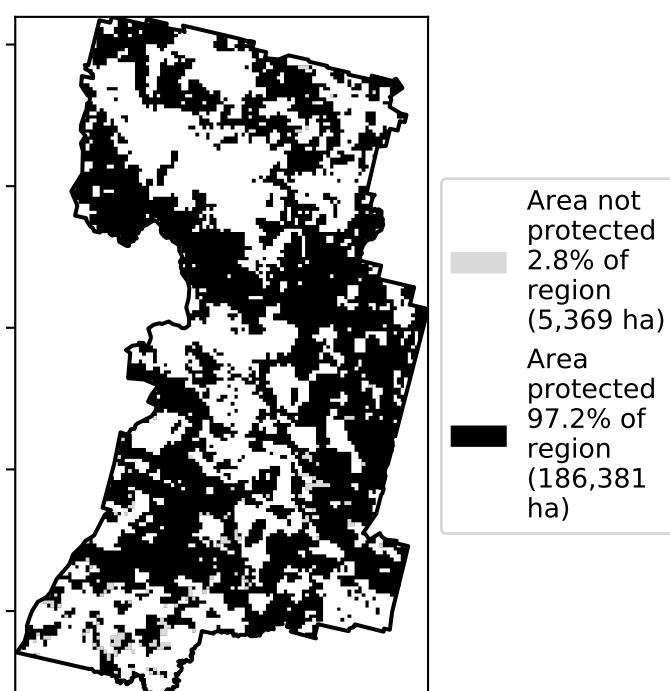 Area not
protected
2.8% of
region
(5,369 ha)
Area
protected
97.2% of
region
(186,381
ha)